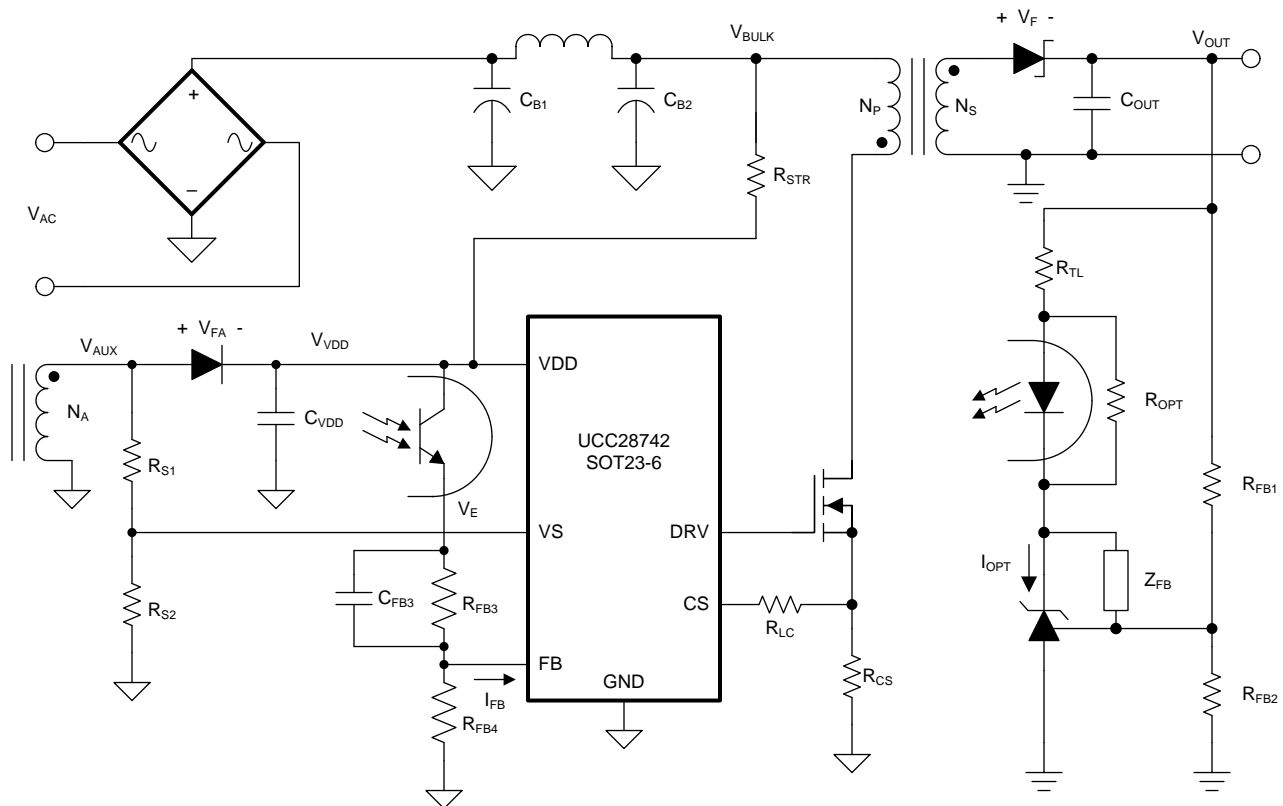 + V_F -
V_BULK
V_OUT
+
C_B1
C_B2
N_P
N_S
C_OUT
−
R_STR
V_AC
R_TL
+ V_FA -
V_AUX
V_VDD
VDD
N_A
C_VDD
R_OPT
UCC28742
SOT23-6
R_S1
R_FB1
V_E
VS
DRV
I_OPT
Z_FB
C_FB3
R_FB3
R_S2
CS
R_LC
FB
GND
R_CS
I_FB
R_FB4
R_FB2